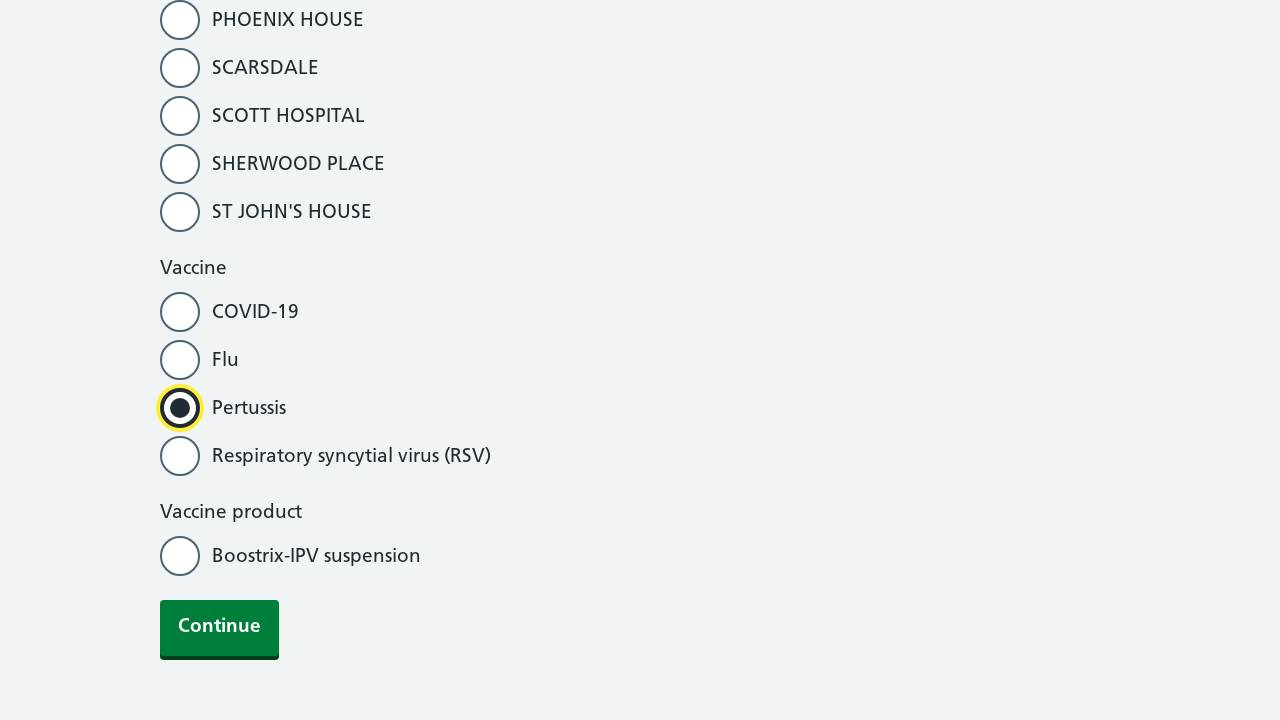 PHOENIX HOUSE
SCARSDALE
SCOTT HOSPITAL
SHERWOOD PLACE
ST JOHN'S HOUSE
Vaccine
COVID-19
Flu
Pertussis
Respiratory syncytial virus (RSV)
Vaccine product
Boostrix-IPV suspension
Continue